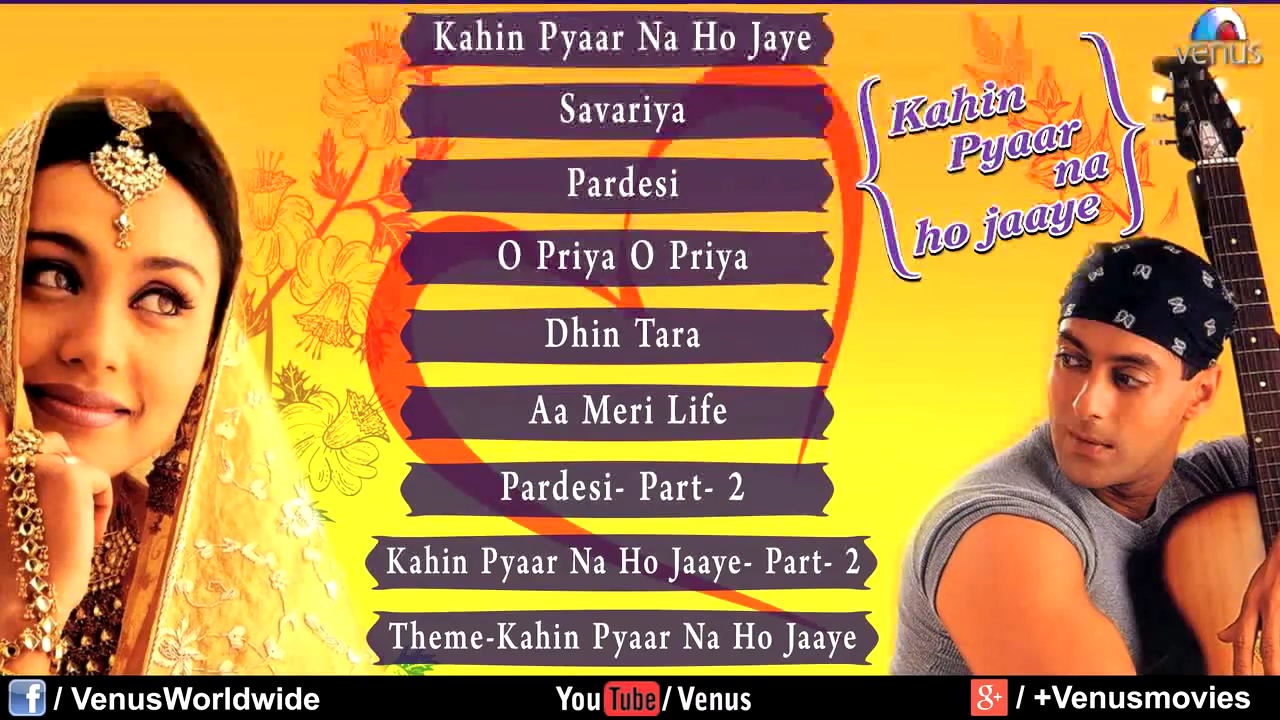 Kahin Pyaar Na Ho Jaye
Savariya
Pardesi
O Priya O Priya
Dhin Tara
Aa Meri Life
Pardesi- Part- 2
Kahin Pyaar Na Ho Jaaye- Part- 2
Theme-Kahin Pyaar Na Ho Jaaye
venus
Kahin
Pyaar
na
ho jaaye
f / VenusWorldwide
You Tube / Venus
g+ / +Venusmovies